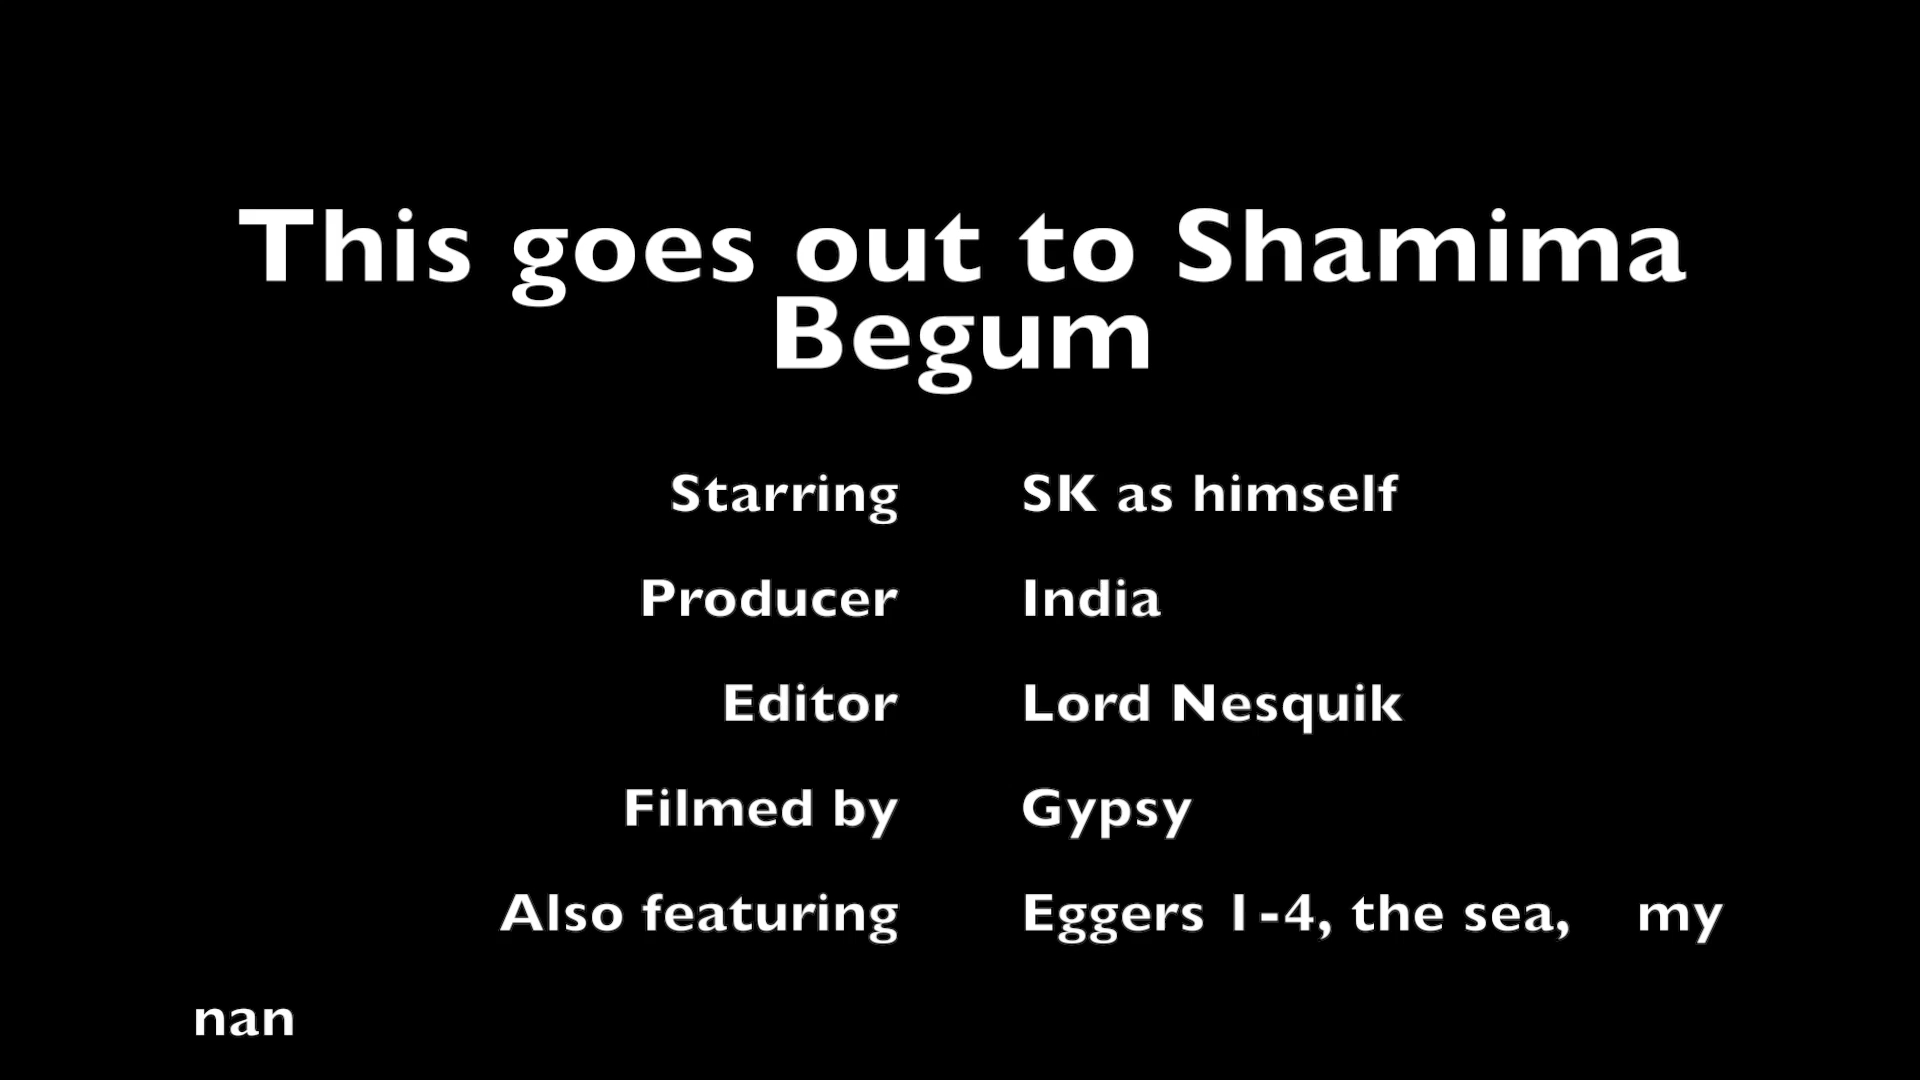 This goes out to Shamima
Begum
Starring SK as himself
Producer India
Editor Lord Nesquik
Filmed by Gypsy
Also featuring Eggers 1-4, the sea, my
nan